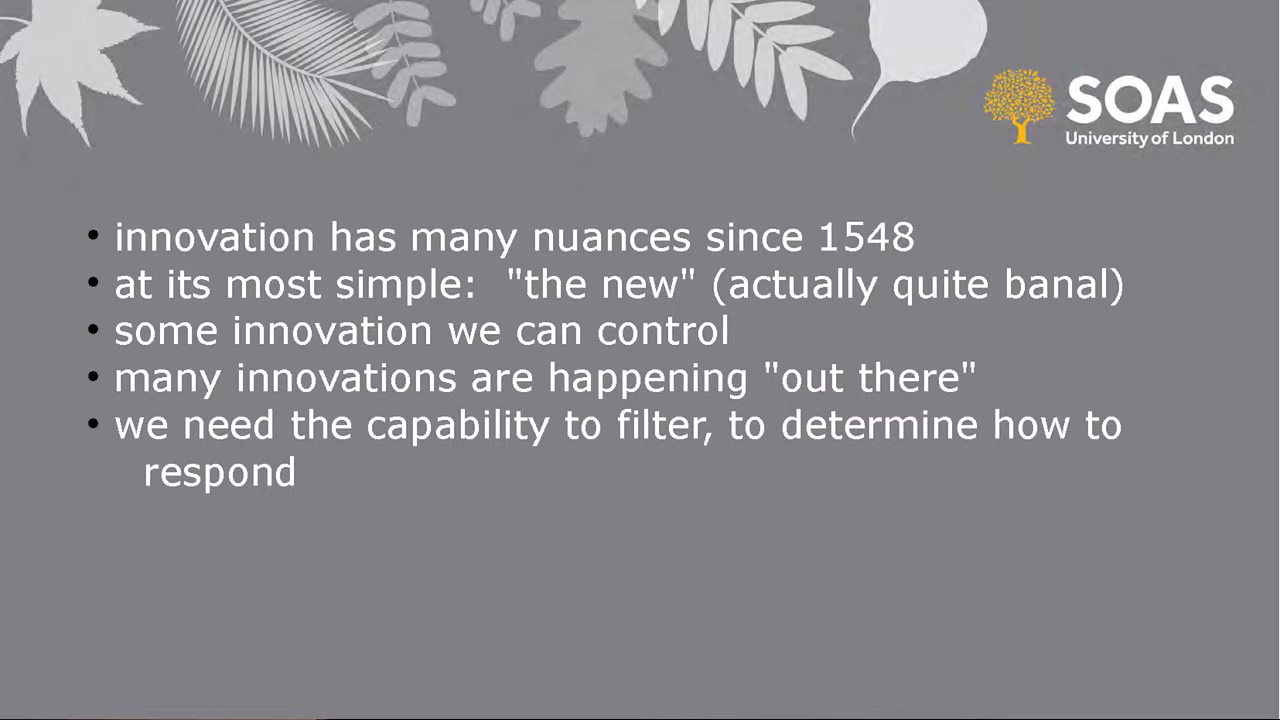 SOAS
University of London
• innovation has many nuances since 1548
• at its most simple:  "the new" (actually quite banal)
• some innovation we can control
• many innovations are happening "out there"
• we need the capability to filter, to determine how to
respond